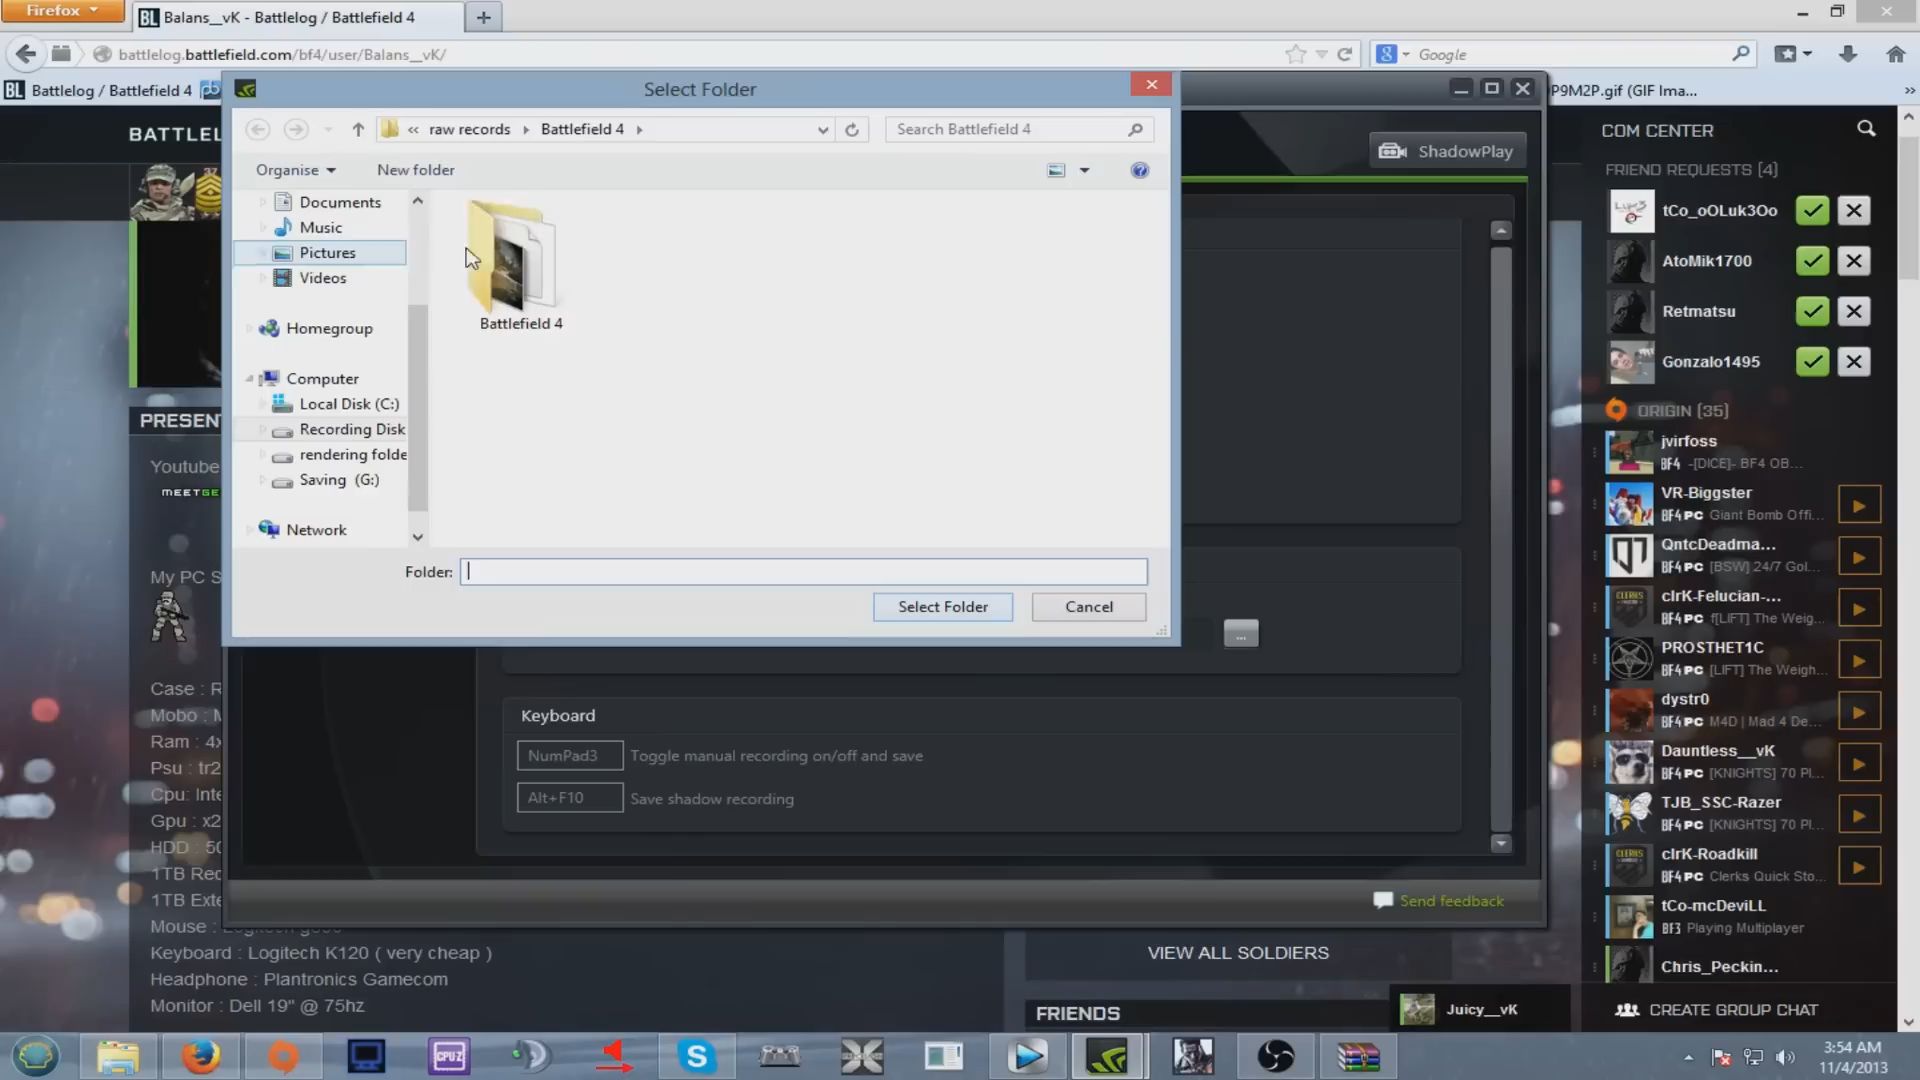 Firefox
Balans__vK - Battlelog / Battlefield 4
battlelog.battlefield.com/bf4/user/Balans__vK/
Google
Battlelog / Battlefield 4
P9M2P.gif (GIF Ima...
Select Folder
raw records
Battlefield 4
Search Battlefield 4
Organise
New folder
Documents
Music
Pictures
Videos
Homegroup
Computer
Local Disk (C:)
Recording Disk
rendering folde
Saving (G:)
Network
Battlefield 4
Folder:
Select Folder
Cancel
ShadowPlay
...
Keyboard
NumPad3
Toggle manual recording on/off and save
Alt+F10
Save shadow recording
Send feedback
BATTLEL
37
PRESEN
Youtube
MEETGE
My PC S
Case : R
Mobo : M
Ram : 4x
Psu : tr2
Cpu: Inte
Gpu : x2
HDD : 50
1TB Rec
1TB Exte
Mouse :
Keyboard : Logitech K120 ( very cheap )
Headphone : Plantronics Gamecom
Monitor : Dell 19" @ 75hz
VIEW ALL SOLDIERS
FRIENDS
Juicy__vK
COM CENTER
FRIEND REQUESTS [4]
tCo_oOLuk3Oo
AtoMik1700
Retmatsu
Gonzalo1495
ORIGIN [35]
jvirfoss
BF4 -[DICE]- BF4 OB...
VR-Biggster
BF4PC Giant Bomb Offi...
QntcDeadma...
BF4PC [BSW] 24/7 Gol...
clrK-Felucian-...
BF4PC f[LIFT] The Weig...
PROSTHET1C
BF4PC [LIFT] The Weigh...
dystr0
BF4PC M4D | Mad 4 De...
Dauntless__vK
BF4PC [KNIGHTS] 70 Pl...
TJB_SSC-Razer
BF4PC [KNIGHTS] 70 Pl...
clrK-Roadkill
BF4PC Clerks Quick Sto...
tCo-mcDeviLL
BF3 Playing Multiplayer
Chris_Peckin...
CREATE GROUP CHAT
CPU-Z
3:54 AM
11/4/2013